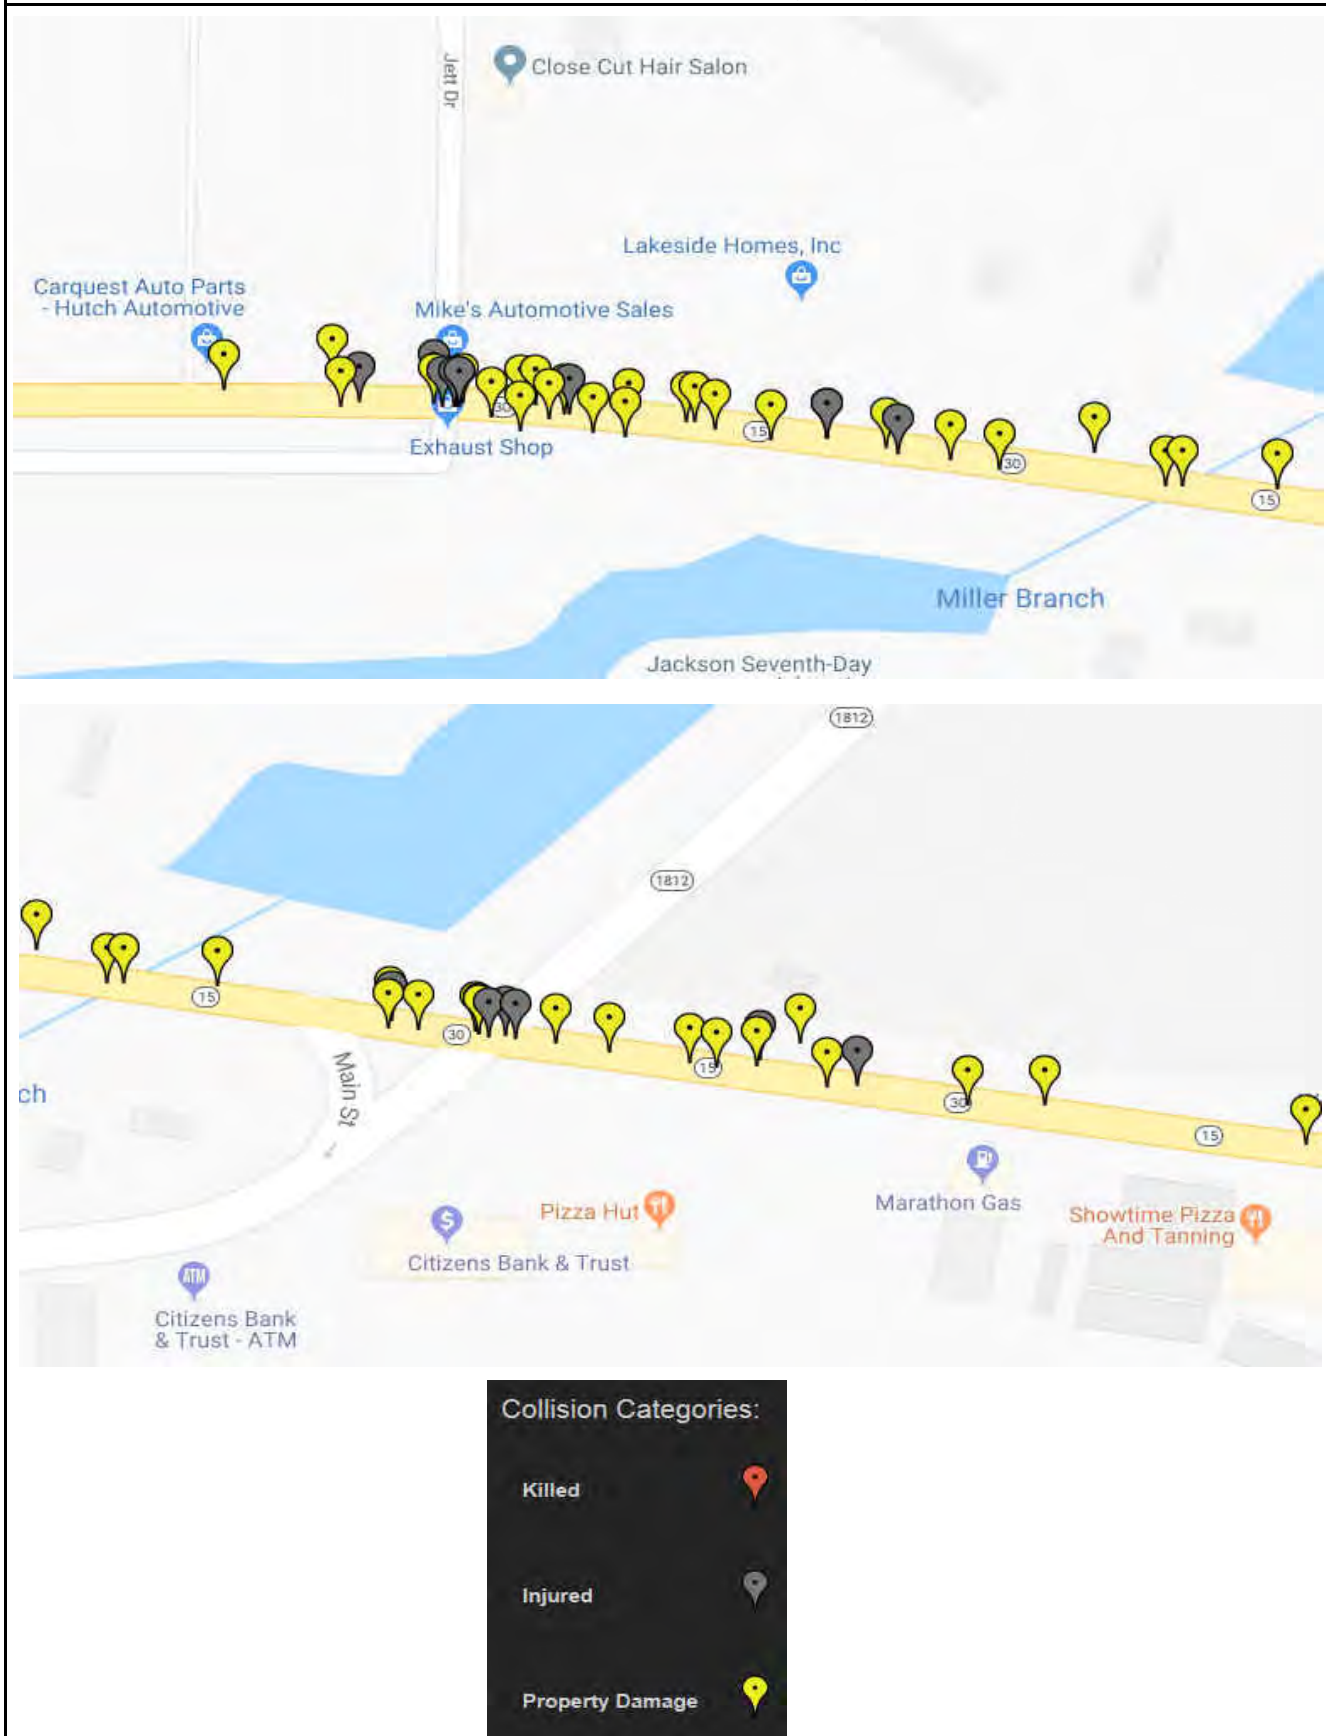 Jett Dr
Close Cut Hair Salon
Lakeside Homes, Inc
Carquest Auto Parts
- Hutch Automotive
Mike's Automotive Sales
30
15
Exhaust Shop
30
15
Miller Branch
Jackson Seventh-Day
1812
1812
15
30
15
ch
Main St
30
15
Marathon Gas
Pizza Hut
$
Citizens Bank & Trust
Showtime Pizza
And Tanning
ATM
Citizens Bank
& Trust - ATM
Collision Categories:
Killed
Injured
Property Damage